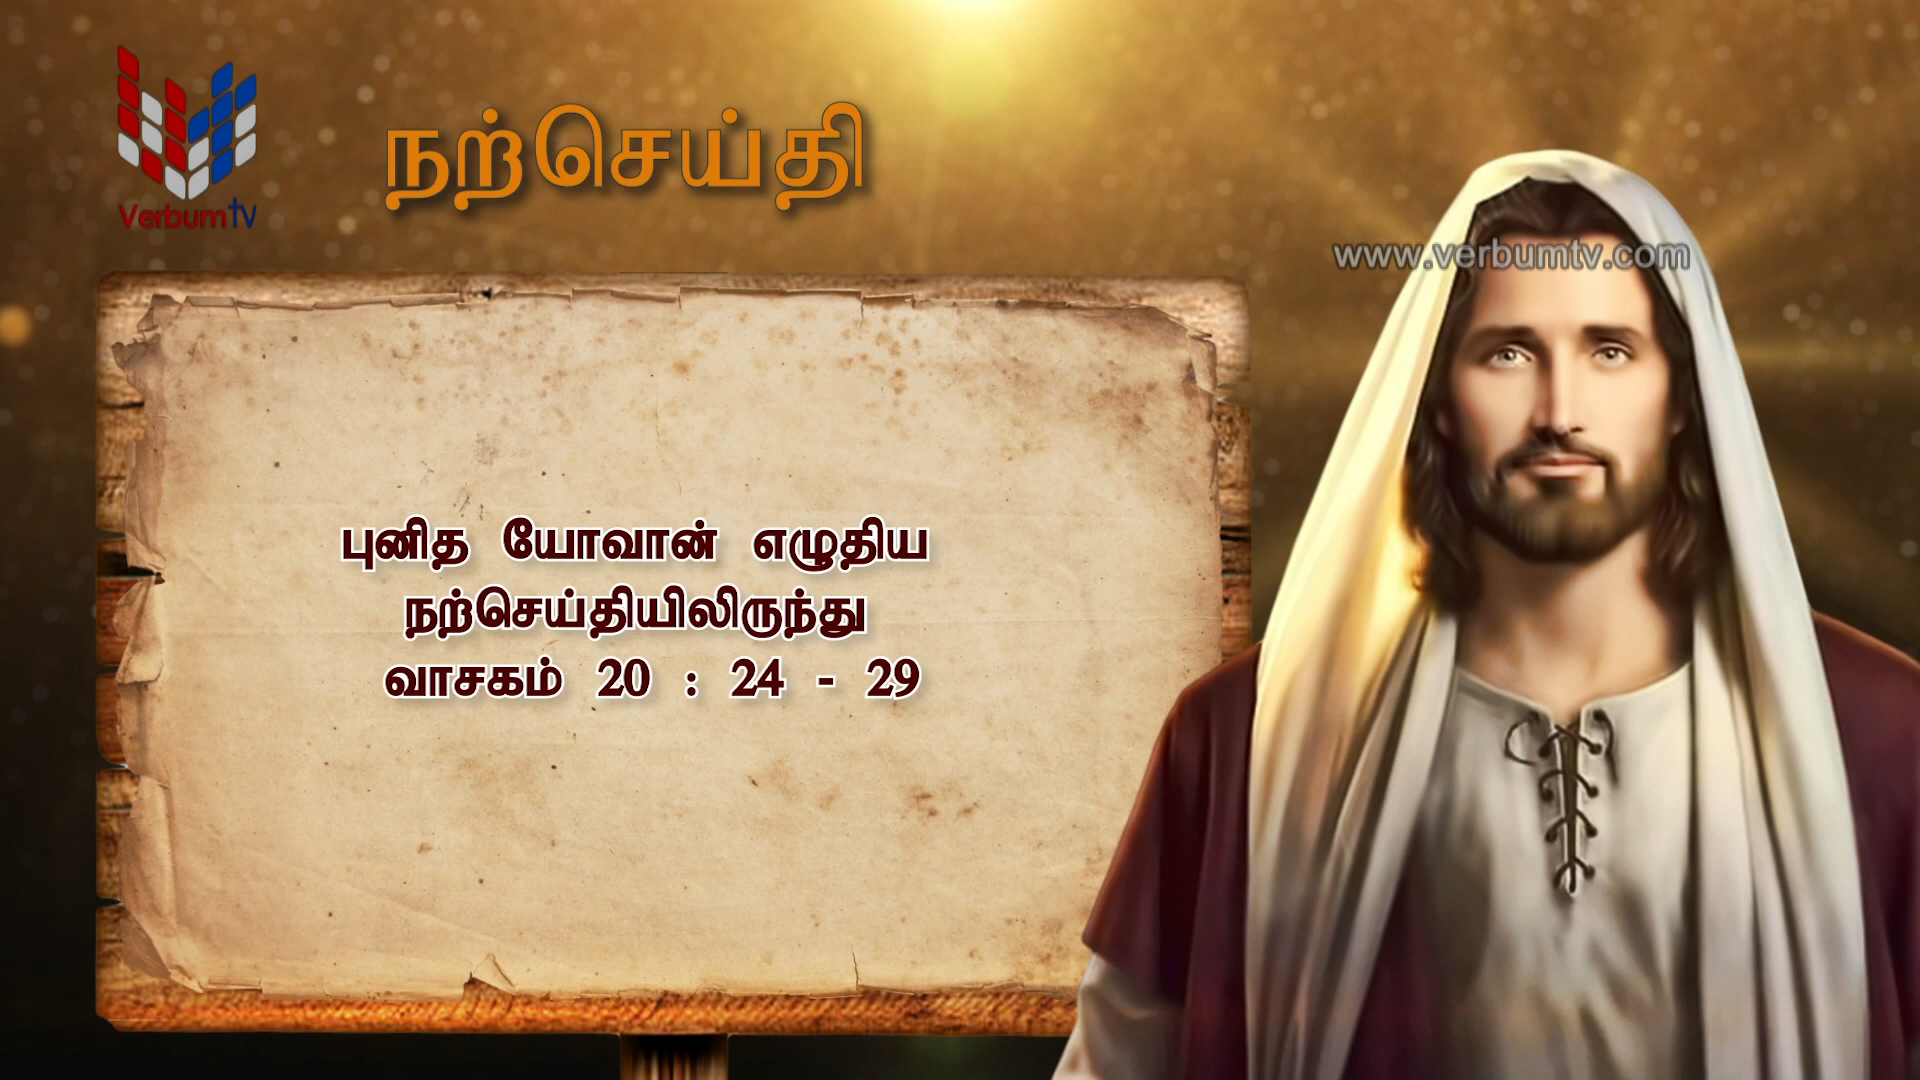 VerbumTV
நற்செய்தி
www.verbumtv.com
புனித யோவான் எழுதிய
நற்செய்தியிலிருந்து
வாசகம் 20 : 24 - 29